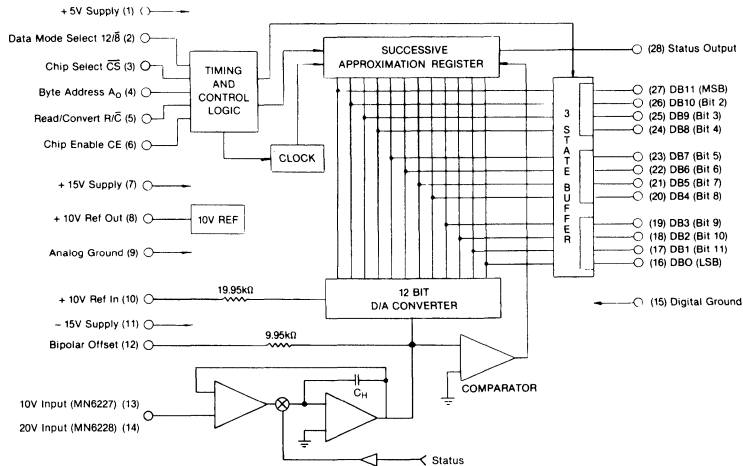 +5V Supply (1)
Data Mode Select 12/8̅ (2)
Chip Select C̅S̅ (3)
Byte Address A₀ (4)
Read/Convert R/C̅ (5)
Chip Enable CE (6)
+15V Supply (7)
+10V Ref Out (8)
Analog Ground (9)
+10V Ref In (10)
−15V Supply (11)
Bipolar Offset (12)
10V Input (MN6227) (13)
20V Input (MN6228) (14)
TIMING
AND
CONTROL
LOGIC
CLOCK
10V REF
19.95kΩ
9.95kΩ
SUCCESSIVE
APPROXIMATION REGISTER
12 BIT
D/A CONVERTER
C_H
COMPARATOR
Status
3
STATE
BUFFER
(28) Status Output
(27) DB11 (MSB)
(26) DB10 (Bit 2)
(25) DB9 (Bit 3)
(24) DB8 (Bit 4)
(23) DB7 (Bit 5)
(22) DB6 (Bit 6)
(21) DB5 (Bit 7)
(20) DB4 (Bit 8)
(19) DB3 (Bit 9)
(18) DB2 (Bit 10)
(17) DB1 (Bit 11)
(16) DB0 (LSB)
(15) Digital Ground